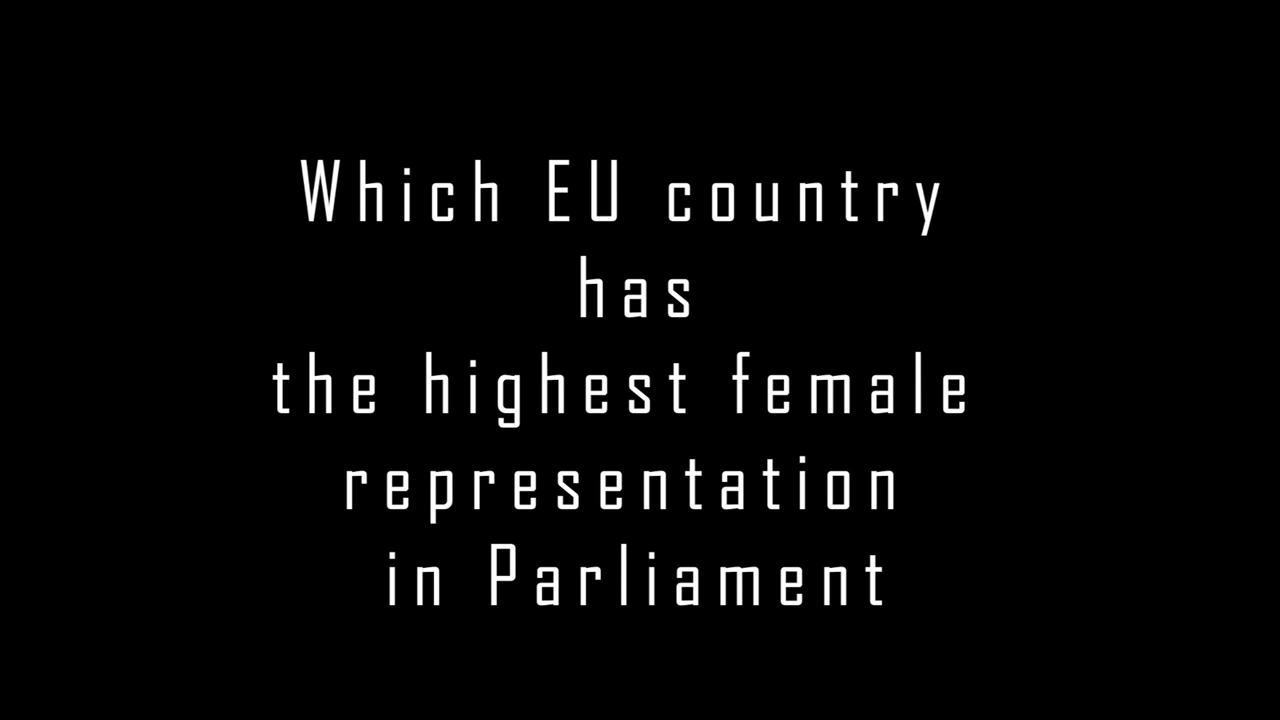 Which EU country
has
the highest female
representation
in Parliament